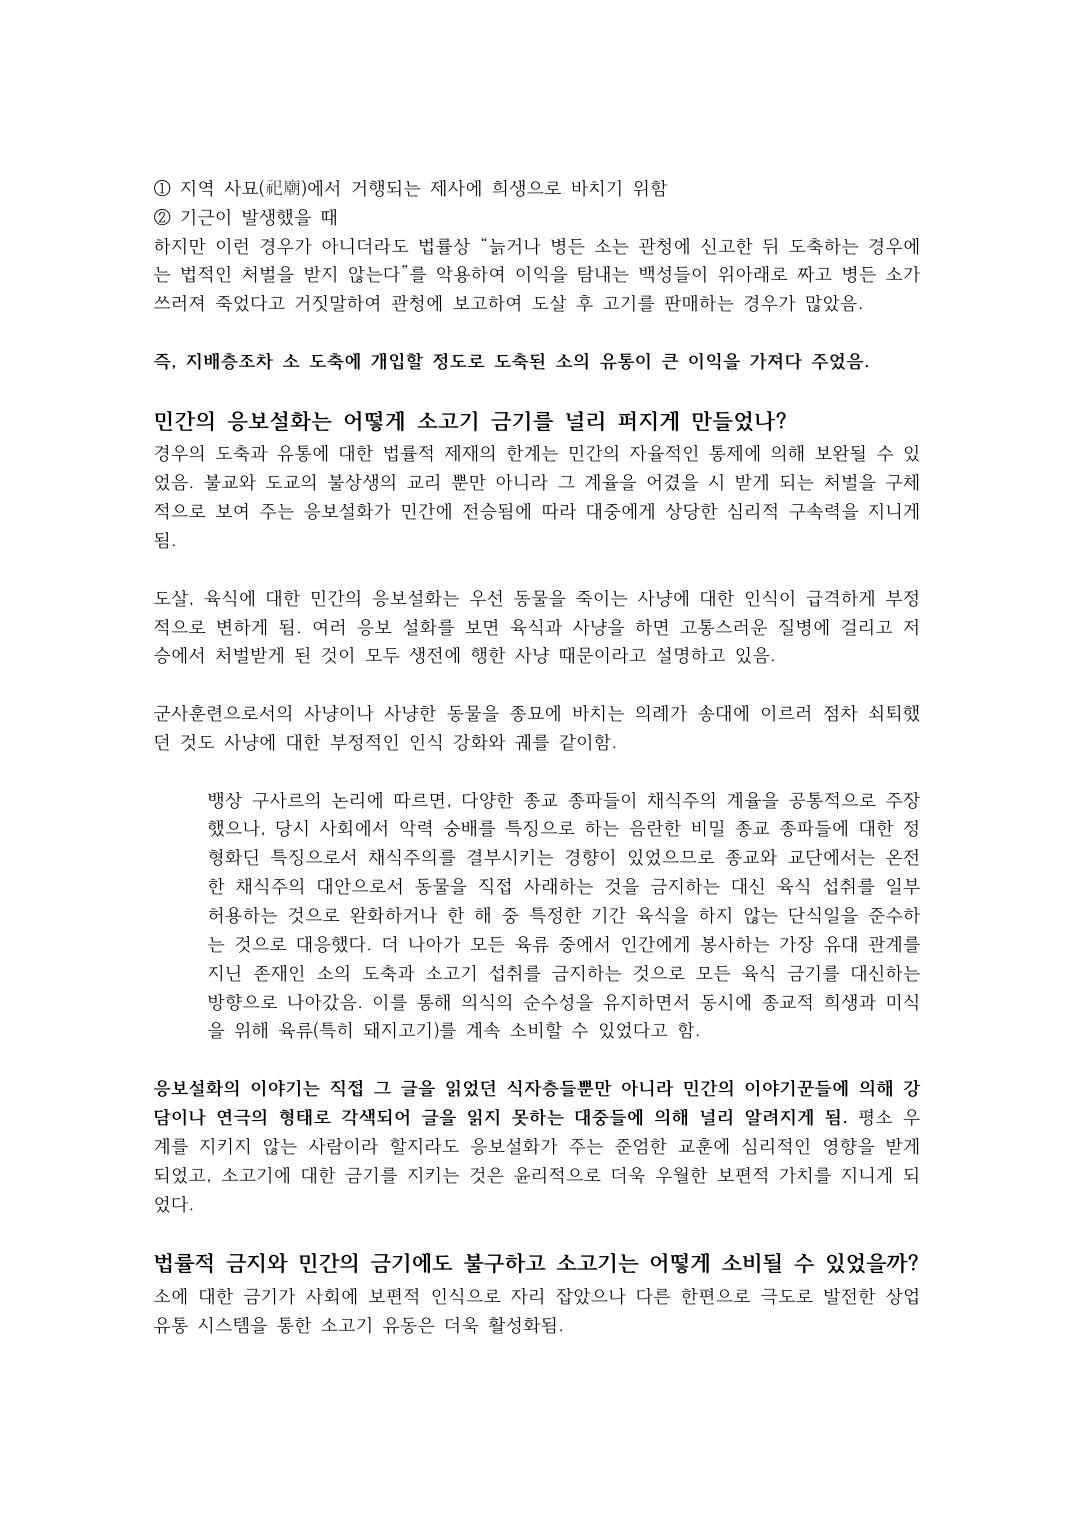 ① 지역 사묘(祀廟)에서 거행되는 제사에 희생으로 바치기 위함
② 기근이 발생했을 때
하지만 이런 경우가 아니더라도 법률상 “늙거나 병든 소는 관청에 신고한 뒤 도축하는 경우에
는 법적인 처벌을 받지 않는다”를 악용하여 이익을 탐내는 백성들이 위아래로 짜고 병든 소가
쓰러져 죽었다고 거짓말하여 관청에 보고하여 도살 후 고기를 판매하는 경우가 많았음.
즉, 지배층조차 소 도축에 개입할 정도로 도축된 소의 유통이 큰 이익을 가져다 주었음.
민간의 응보설화는 어떻게 소고기 금기를 널리 퍼지게 만들었나?
경우의 도축과 유통에 대한 법률적 제재의 한계는 민간의 자율적인 통제에 의해 보완될 수 있
었음. 불교와 도교의 불상생의 교리 뿐만 아니라 그 계율을 어겼을 시 받게 되는 처벌을 구체
적으로 보여 주는 응보설화가 민간에 전승됨에 따라 대중에게 상당한 심리적 구속력을 지니게
됨.
도살, 육식에 대한 민간의 응보설화는 우선 동물을 죽이는 사냥에 대한 인식이 급격하게 부정
적으로 변하게 됨. 여러 응보 설화를 보면 육식과 사냥을 하면 고통스러운 질병에 걸리고 저
승에서 처벌받게 된 것이 모두 생전에 행한 사냥 때문이라고 설명하고 있음.
군사훈련으로서의 사냥이나 사냥한 동물을 종묘에 바치는 의례가 송대에 이르러 점차 쇠퇴했
던 것도 사냥에 대한 부정적인 인식 강화와 궤를 같이함.
뱅상 구사르의 논리에 따르면, 다양한 종교 종파들이 채식주의 계율을 공통적으로 주장
했으나, 당시 사회에서 악력 숭배를 특징으로 하는 음란한 비밀 종교 종파들에 대한 정
형화딘 특징으로서 채식주의를 결부시키는 경향이 있었으므로 종교와 교단에서는 온전
한 채식주의 대안으로서 동물을 직접 사래하는 것을 금지하는 대신 육식 섭취를 일부
허용하는 것으로 완화하거나 한 해 중 특정한 기간 육식을 하지 않는 단식일을 준수하
는 것으로 대응했다. 더 나아가 모든 육류 중에서 인간에게 봉사하는 가장 유대 관계를
지닌 존재인 소의 도축과 소고기 섭취를 금지하는 것으로 모든 육식 금기를 대신하는
방향으로 나아갔음. 이를 통해 의식의 순수성을 유지하면서 동시에 종교적 희생과 미식
을 위해 육류(특히 돼지고기)를 계속 소비할 수 있었다고 함.
응보설화의 이야기는 직접 그 글을 읽었던 식자층들뿐만 아니라 민간의 이야기꾼들에 의해 강
담이나 연극의 형태로 각색되어 글을 읽지 못하는 대중들에 의해 널리 알려지게 됨. 평소 우
계를 지키지 않는 사람이라 할지라도 응보설화가 주는 준엄한 교훈에 심리적인 영향을 받게
되었고, 소고기에 대한 금기를 지키는 것은 윤리적으로 더욱 우월한 보편적 가치를 지니게 되
었다.
법률적 금지와 민간의 금기에도 불구하고 소고기는 어떻게 소비될 수 있었을까?
소에 대한 금기가 사회에 보편적 인식으로 자리 잡았으나 다른 한편으로 극도로 발전한 상업
유통 시스템을 통한 소고기 유동은 더욱 활성화됨.